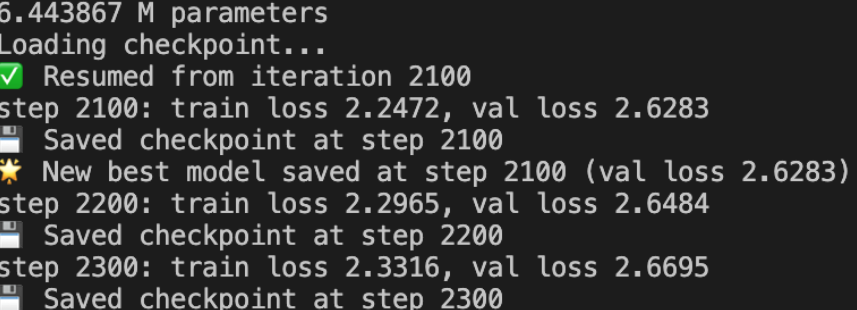 6.443867 M parameters
Loading checkpoint...
✅ Resumed from iteration 2100
step 2100: train loss 2.2472, val loss 2.6283
💾 Saved checkpoint at step 2100
🌟 New best model saved at step 2100 (val loss 2.6283)
step 2200: train loss 2.2965, val loss 2.6484
💾 Saved checkpoint at step 2200
step 2300: train loss 2.3316, val loss 2.6695
💾 Saved checkpoint at step 2300